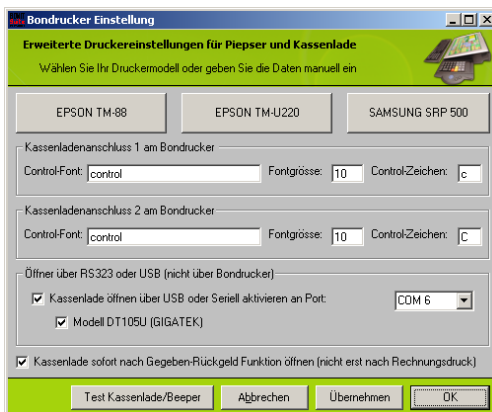 Bondrucker Einstellung
Erweiterte Druckereinstellungen für Piepser und Kassenlade
Wählen Sie Ihr Druckermodell oder geben Sie die Daten manuell ein
EPSON TM-88 EPSON TM-U220 SAMSUNG SRP 500
Kassenladenanschluss 1 am Bondrucker
Control-Font: control Fontgrösse: 10 Control-Zeichen: c
Kassenladenanschluss 2 am Bondrucker
Control-Font: control Fontgrösse: 10 Control-Zeichen: C
Öffner über RS323 oder USB (nicht über Bondrucker)
Kassenlade öffnen über USB oder Seriell aktivieren an Port: COM 6
Modell DT105U (GIGATEK)
Kassenlade sofort nach Gegeben-Rückgeld Funktion öffnen (nicht erst nach Rechnungsdruck)
Test Kassenlade/Beeper Abbrechen Übernehmen OK